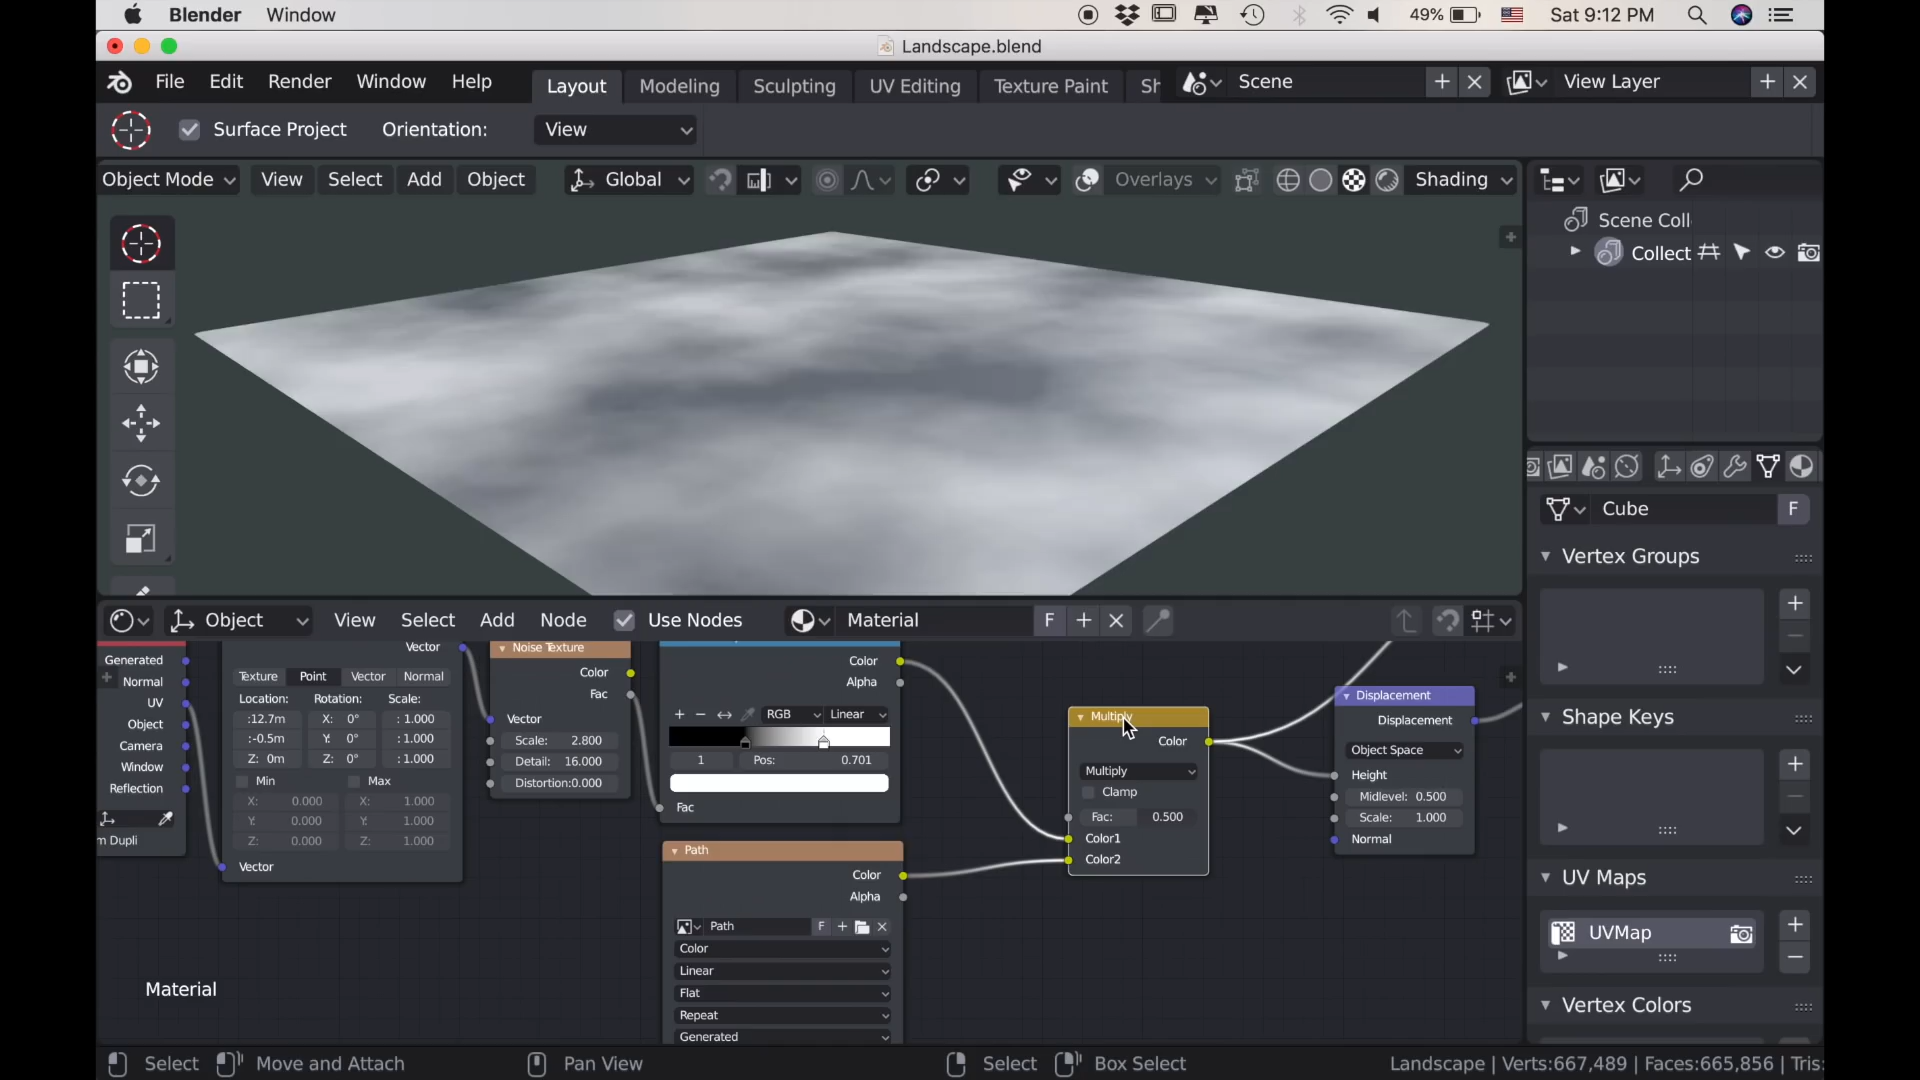 Blender Window 49% Sat 9:12 PM
Landscape.blend
File Edit Render Window Help Layout Modeling Sculpting UV Editing Texture Paint Sh Scene View Layer
Surface Project Orientation: View
Object Mode View Select Add Object Global Overlays Shading
Scene Coll
Collect
Cube F
Vertex Groups
Shape Keys
UV Maps
UVMap
Vertex Colors
Object View Select Add Node Use Nodes Material F
Generated
Normal
UV
Object
Camera
Window
Reflection
m Dupli
Vector
Texture Point Vector Normal
Location: Rotation: Scale:
:12.7m X: 0° : 1.000
:-0.5m Y: 0° : 1.000
Z: 0m Z: 0° : 1.000
Min Max
X: 0.000 X: 1.000
Y: 0.000 Y: 1.000
Z: 0.000 Z: 1.000
Vector
Noise Texture
Color
Fac
Vector
Scale: 2.800
Detail: 16.000
Distortion:0.000
Color
Alpha
RGB Linear
1 Pos: 0.701
Fac
Path
Color
Alpha
Path F
Color
Linear
Flat
Repeat
Generated
Multiply
Color
Multiply
Clamp
Fac: 0.500
Color1
Color2
Displacement
Displacement
Object Space
Height
Midlevel: 0.500
Scale: 1.000
Normal
Material
Select Move and Attach Pan View Select Box Select Landscape | Verts:667,489 | Faces:665,856 | Tris: